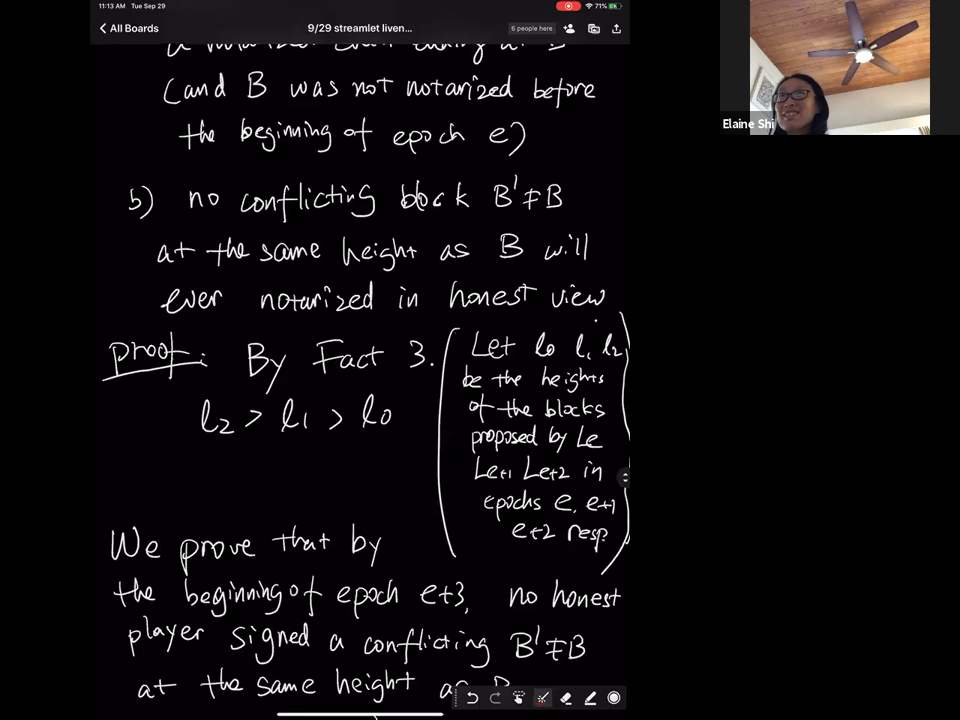 11:13 AM Tue Sep 29
71%
All Boards
9/29 streamlet liven...
6 people here
(and B was not notarized before
the beginning of epoch e)
b) no conflicting block B' ≠ B
at the same height as B will
ever notarized in honest view
Proof: By Fact 3.
l2 > l1 > l0
(Let l0 l1 l2
be the heights
of the blocks
proposed by Le
Le+1 Le+2 in
epochs e, e+1
e+2 resp)
We prove that by
the beginning of epoch e+3, no honest
player signed a conflicting B' ≠ B
at the same height as B
Elaine Shi